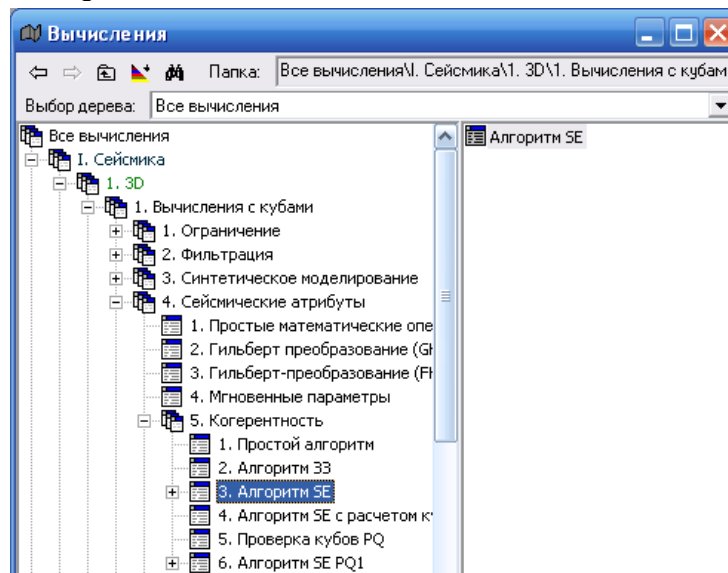 Вычисления
Папка: Все вычисления\I. Сейсмика\1. 3D\1. Вычисления с кубам
Выбор дерева: Все вычисления
Все вычисления
I. Сейсмика
1. 3D
1. Вычисления с кубами
1. Ограничение
2. Фильтрация
3. Синтетическое моделирование
4. Сейсмические атрибуты
1. Простые математические опе
2. Гильберт преобразование (GH
3. Гильберт-преобразование (FH
4. Мгновенные параметры
5. Когерентность
1. Простой алгоритм
2. Алгоритм ЗЗ
3. Алгоритм SE
4. Алгоритм SE с расчетом к
5. Проверка кубов PQ
6. Алгоритм SE PQ1
Алгоритм SE